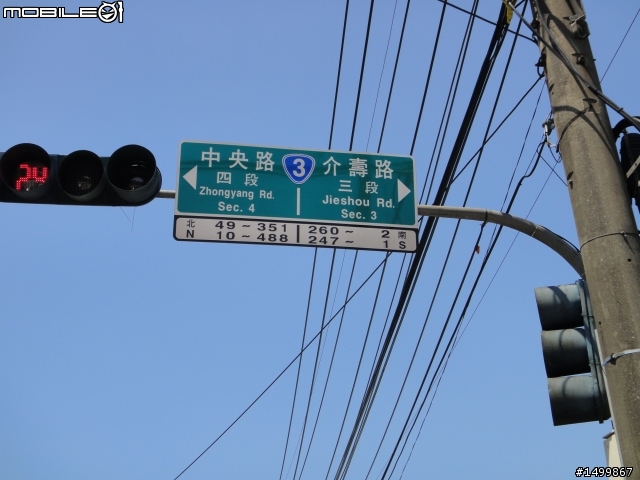 MOBILE01
24
中央路 3 介壽路
四段 三段
Zhongyang Rd. Jieshou Rd.
Sec. 4 Sec. 3
北 49~351 260~ 2 南
N 10~488 247~ 1 S
#1499867